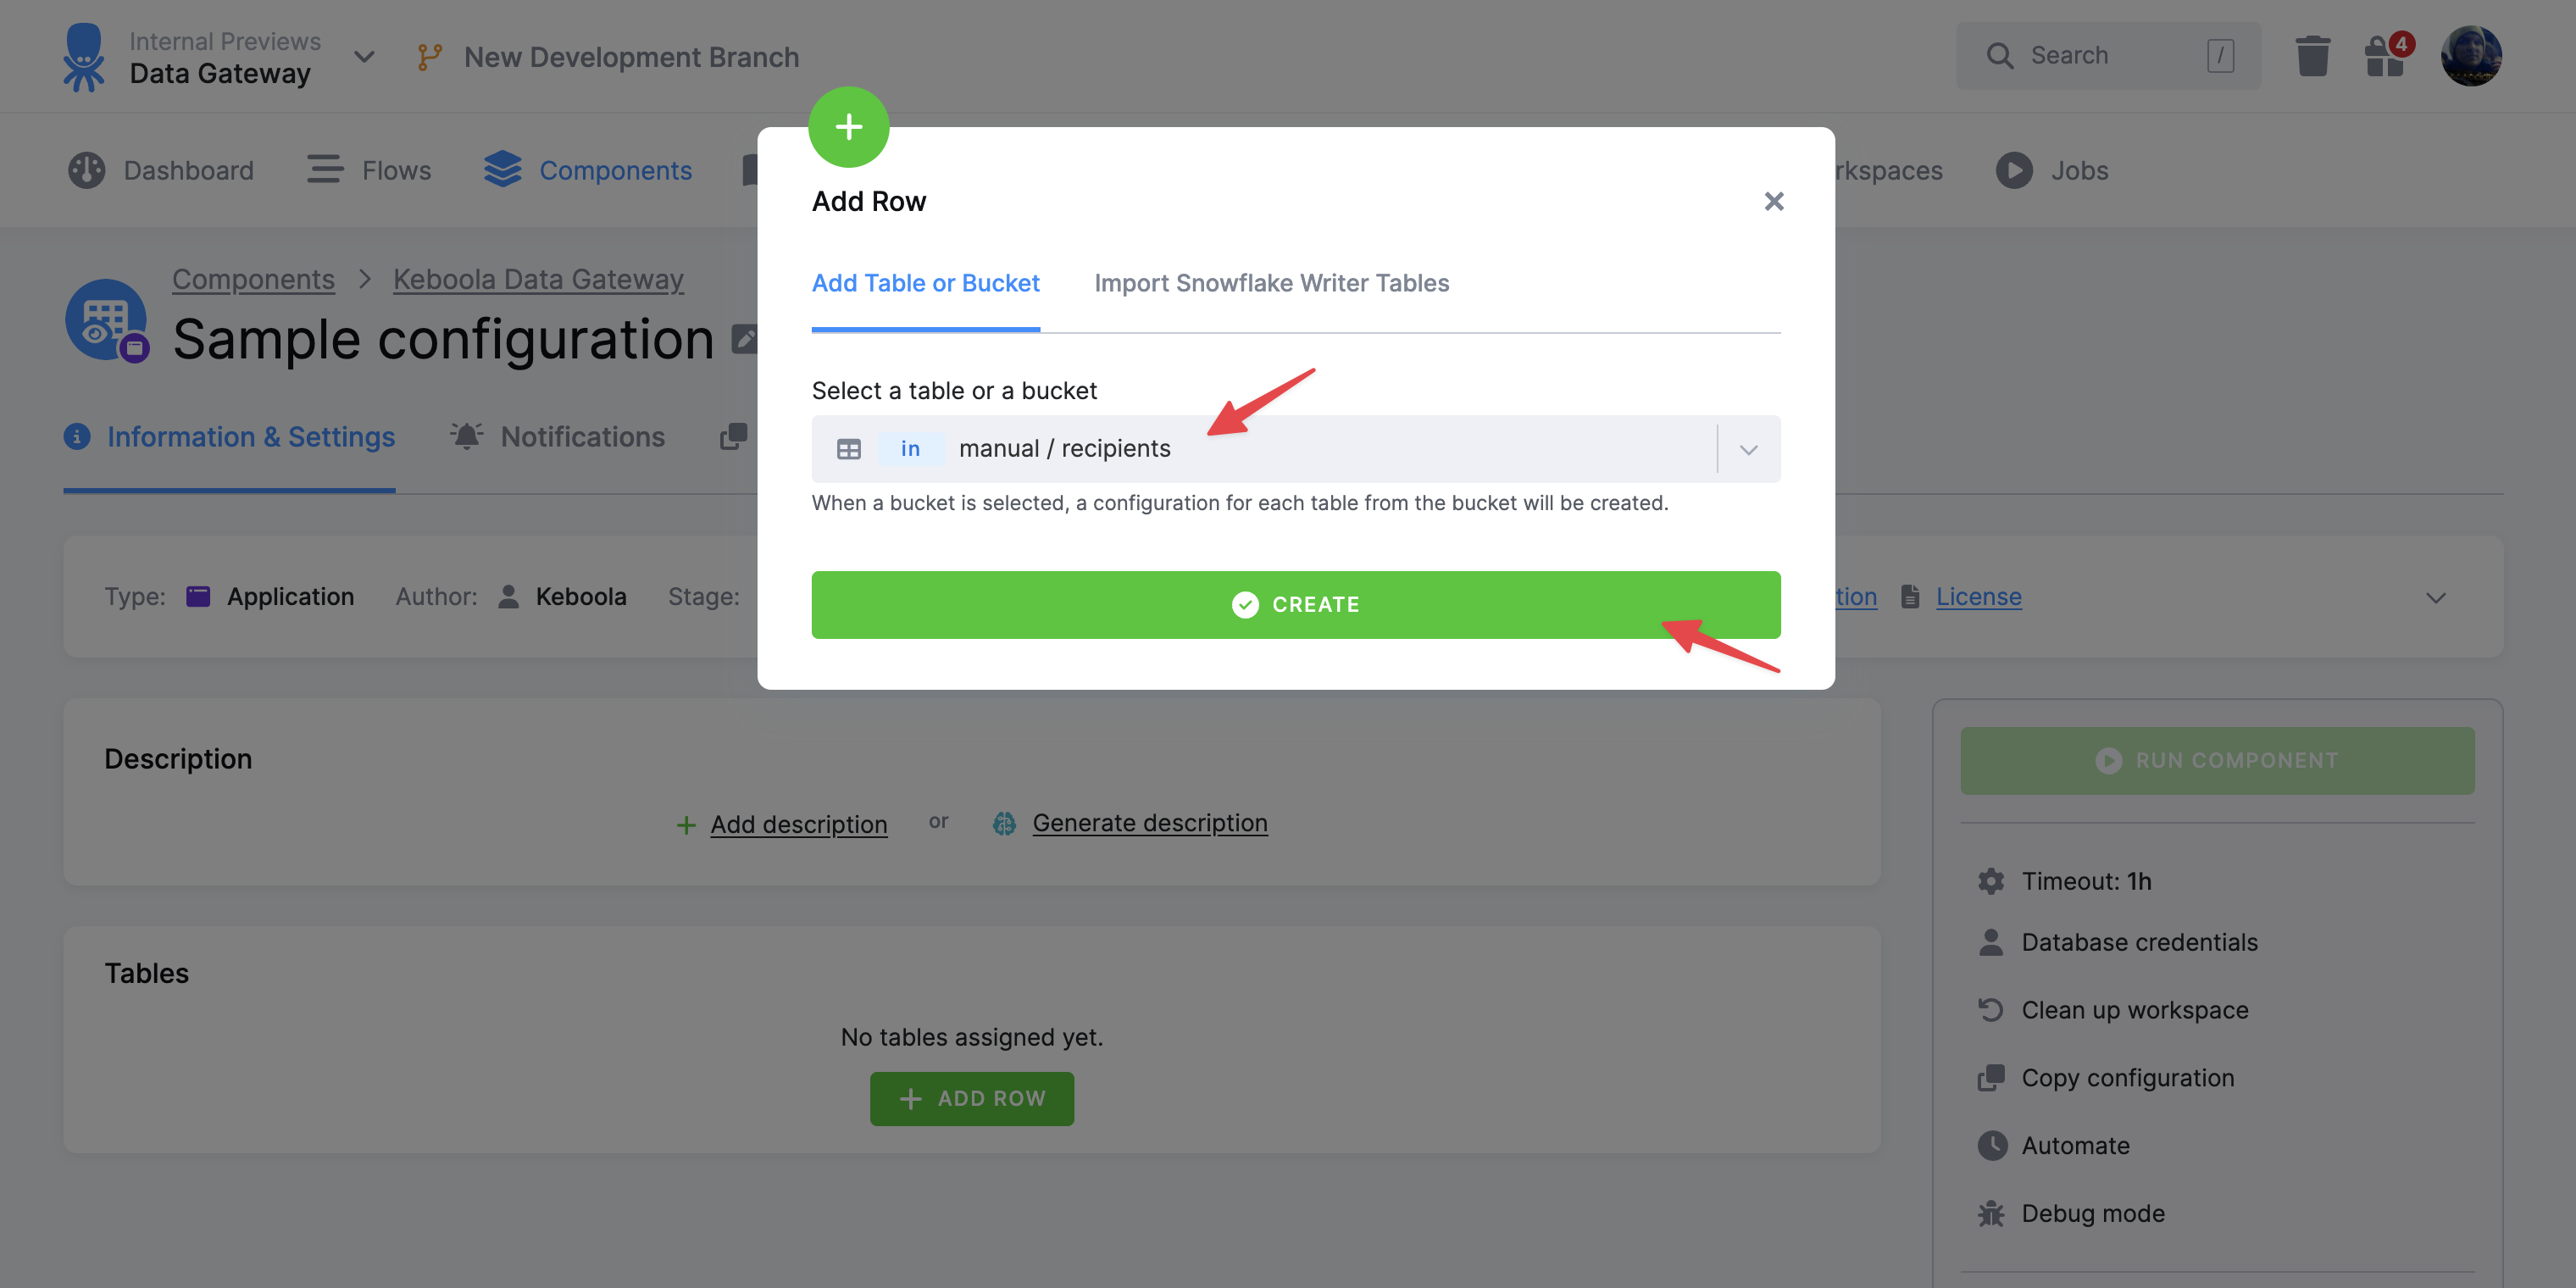 Internal Previews
Data Gateway
New Development Branch
Search /
4
Dashboard Flows Components rkspaces Jobs
Add Row
Add Table or Bucket Import Snowflake Writer Tables
Components > Keboola Data Gateway
Sample configuration
Select a table or a bucket
in manual / recipients
When a bucket is selected, a configuration for each table from the bucket will be created.
Information & Settings Notifications
CREATE
Type: Application Author: Keboola Stage: tion License
Description
Add description or Generate description
Tables
No tables assigned yet.
ADD ROW
RUN COMPONENT
Timeout: 1h
Database credentials
Clean up workspace
Copy configuration
Automate
Debug mode